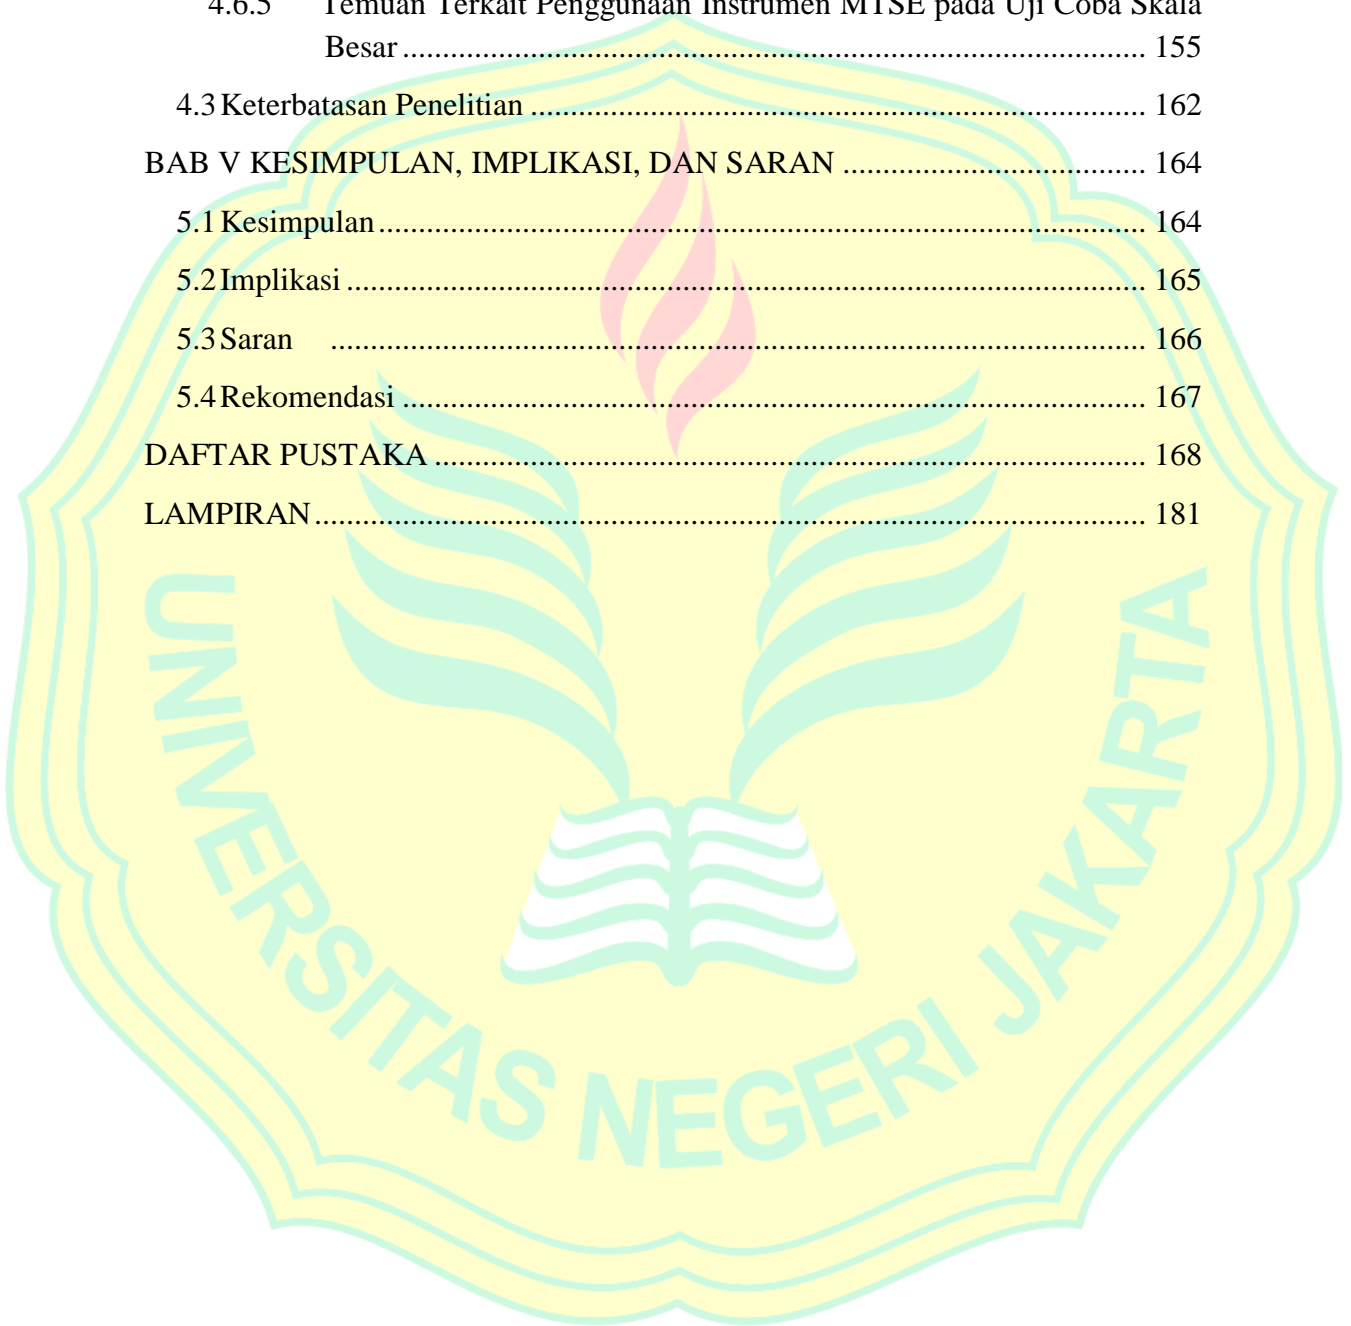 4.6.5 Temuan Terkait Penggunaan Instrumen MTSE pada Uji Coba Skala
Besar ............................................................................................. 155
4.3 Keterbatasan Penelitian ............................................................................. 162
BAB V KESIMPULAN, IMPLIKASI, DAN SARAN ...................................... 164
5.1 Kesimpulan ................................................................................................ 164
5.2 Implikasi .................................................................................................... 165
5.3 Saran ...................................................................................................... 166
5.4 Rekomendasi ............................................................................................. 167
DAFTAR PUSTAKA ......................................................................................... 168
LAMPIRAN ........................................................................................................ 181
UNIVERSITAS NEGERI JAKARTA